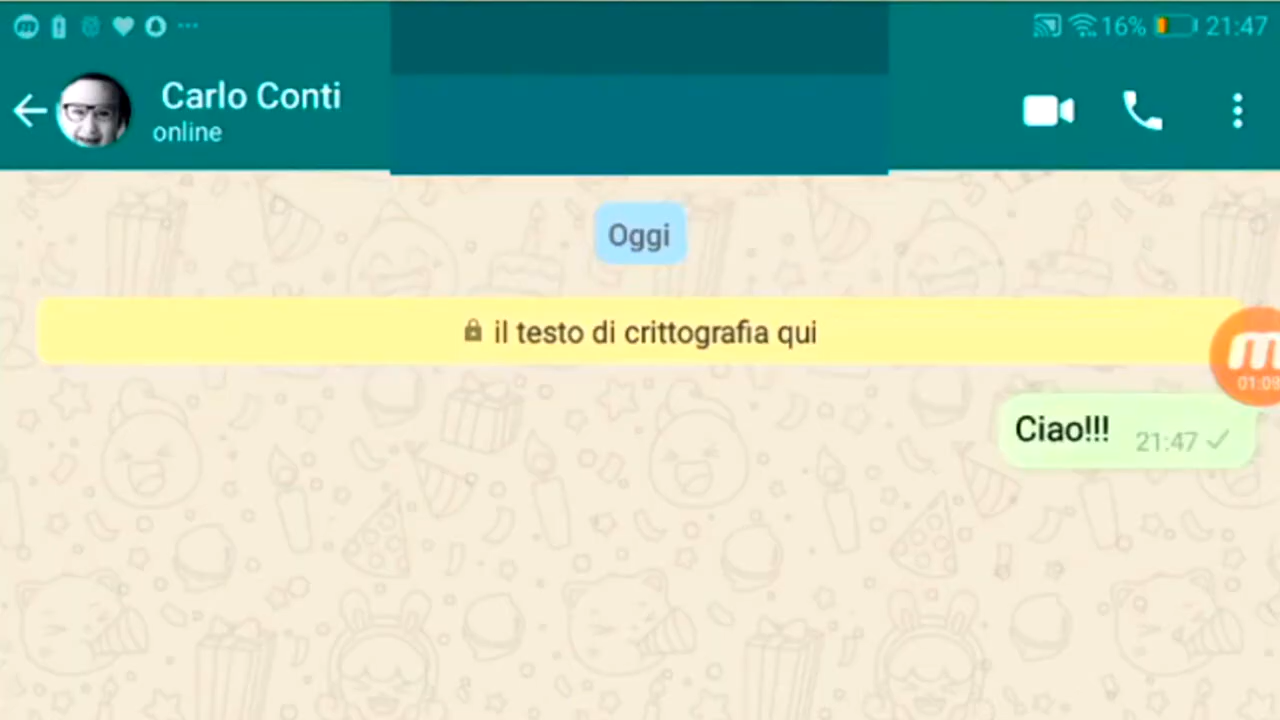 16% 21:47
Carlo Conti
online
Oggi
il testo di crittografia qui
Ciao!!! 21:47